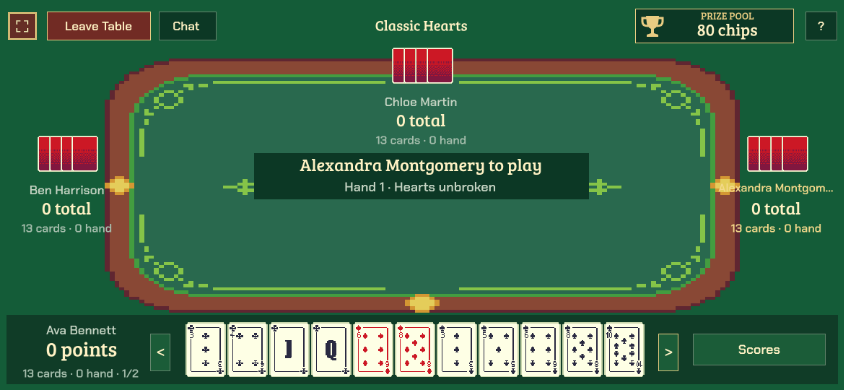 Leave Table
Chat
Classic Hearts
PRIZE POOL
80 chips
?
Chloe Martin
0 total
13 cards · 0 hand
Alexandra Montgomery to play
Hand 1 · Hearts unbroken
Ben Harrison
0 total
13 cards · 0 hand
Alexandra Montgom...
0 total
13 cards · 0 hand
Ava Bennett
0 points
13 cards · 0 hand · 1/2
<
J
Q
>
Scores